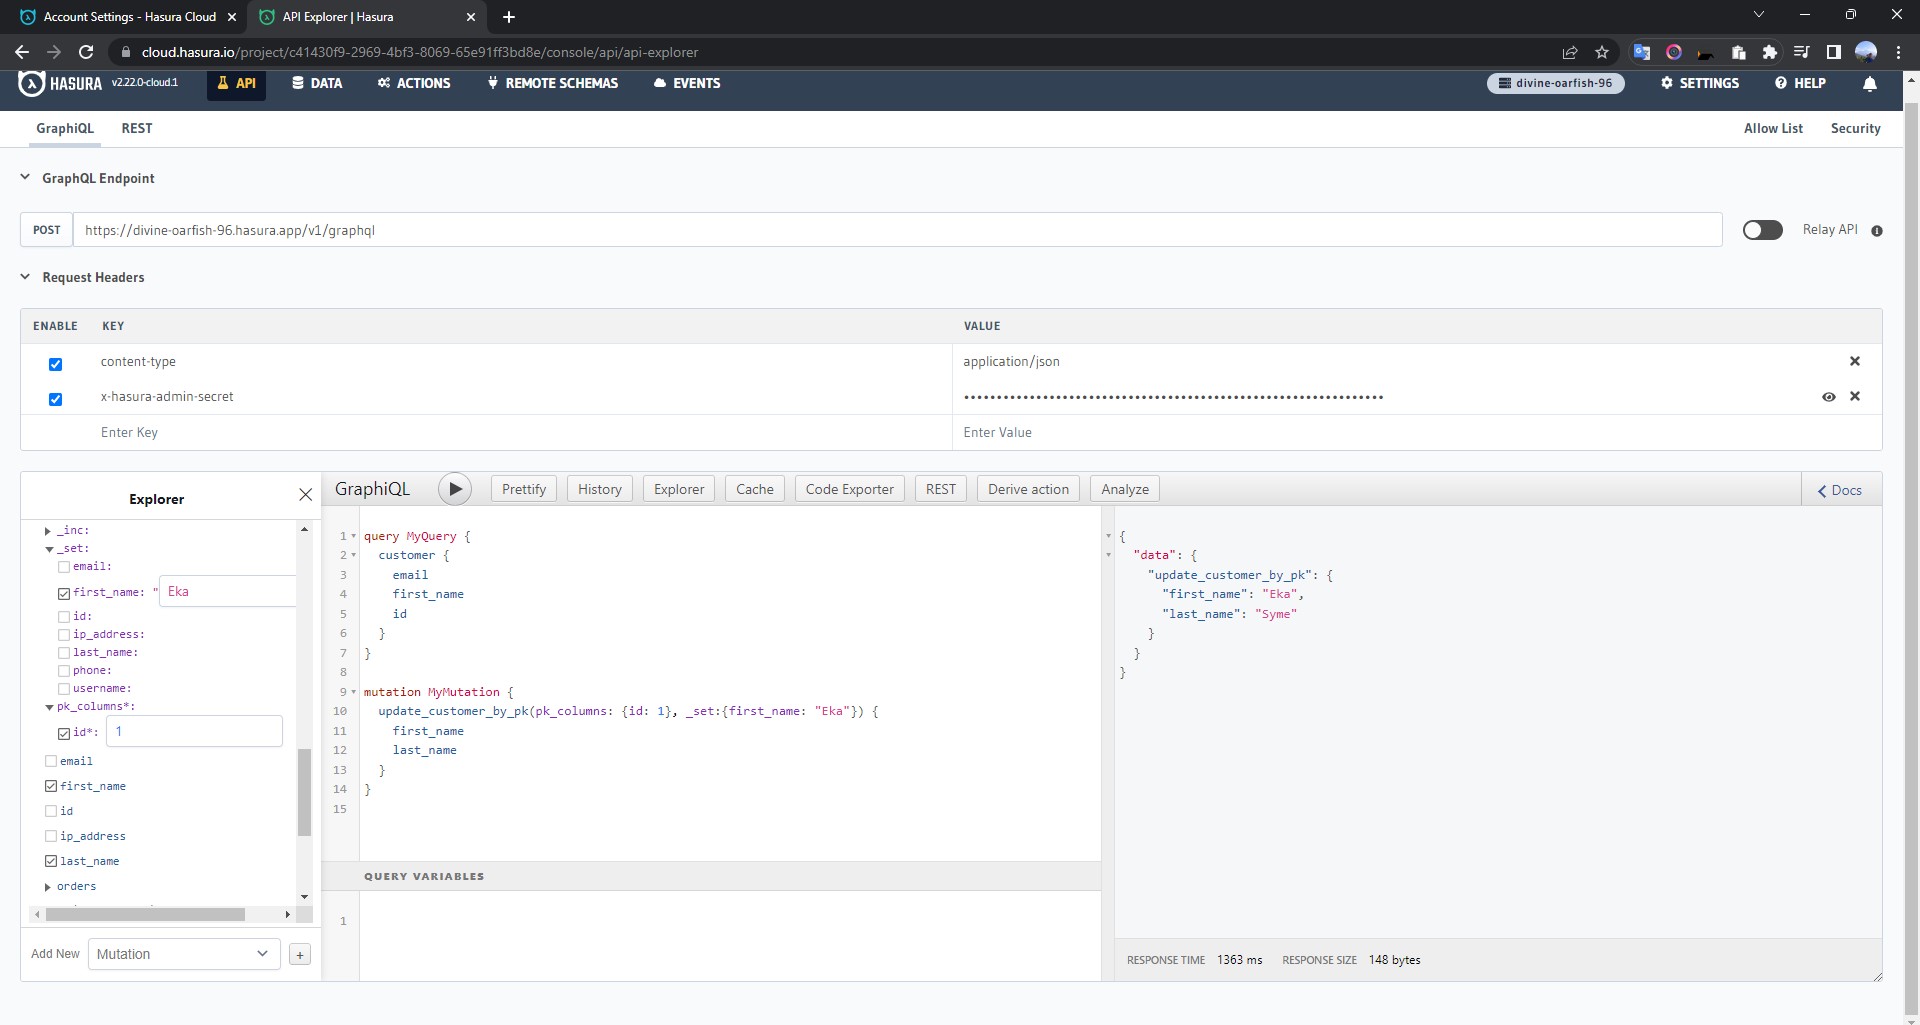 Account Settings - Hasura Cloud
API Explorer | Hasura
cloud.hasura.io/project/c41430f9-2969-4bf3-8069-65e91ff3bd8e/console/api/api-explorer
HASURA v2.22.0-cloud.1 API DATA ACTIONS REMOTE SCHEMAS EVENTS divine-oarfish-96 SETTINGS HELP
GraphiQL REST Allow List Security
GraphQL Endpoint
POST https://divine-oarfish-96.hasura.app/v1/graphql Relay API
Request Headers
ENABLE KEY VALUE
content-type application/json
x-hasura-admin-secret ••••••••••••••••••••••••••••••••••••••••••••••••••••••••••••••••
Enter Key Enter Value
Explorer
_inc:
_set:
email:
first_name: " Eka
id:
ip_address:
last_name:
phone:
username:
pk_columns*:
id*: 1
email
first_name
id
ip_address
last_name
orders
Add New Mutation +
GraphiQL Prettify History Explorer Cache Code Exporter REST Derive action Analyze Docs
1 query MyQuery {
2 customer {
3 email
4 first_name
5 id
6 }
7 }
8
9 mutation MyMutation {
10 update_customer_by_pk(pk_columns: {id: 1}, _set:{first_name: "Eka"}) {
11 first_name
12 last_name
13 }
14 }
15
QUERY VARIABLES
1
{
"data": {
"update_customer_by_pk": {
"first_name": "Eka",
"last_name": "Syme"
}
}
}
RESPONSE TIME 1363 ms RESPONSE SIZE 148 bytes